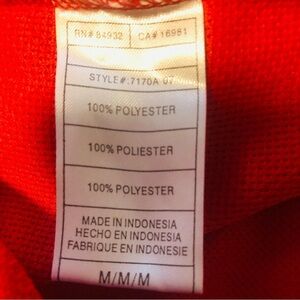 RN# 84932 CA# 16981
STYLE#:7170A 07
100% POLYESTER
100% POLIESTER
100% POLYESTER
MADE IN INDONESIA
HECHO EN INDONESIA
FABRIQUE EN INDONESIE
M/M/M